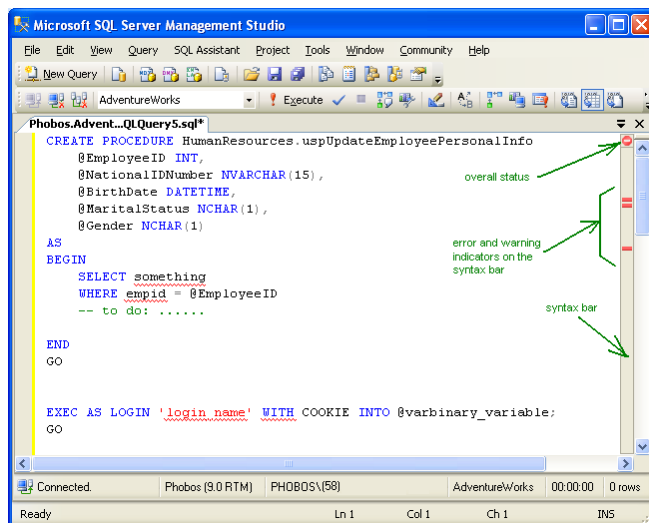 Microsoft SQL Server Management Studio
File Edit View Query SQL Assistant Project Tools Window Community Help
New Query
AdventureWorks Execute
Phobos.Advent...QLQuery5.sql*
CREATE PROCEDURE HumanResources.uspUpdateEmployeePersonalInfo
@EmployeeID INT,
@NationalIDNumber NVARCHAR(15),
@BirthDate DATETIME,
@MaritalStatus NCHAR(1),
@Gender NCHAR(1)
AS
BEGIN
SELECT something
WHERE empid = @EmployeeID
-- to do: ......
END
GO
EXEC AS LOGIN 'login_name' WITH COOKIE INTO @varbinary_variable;
GO
overall status
error and warning
indicators on the
syntax bar
syntax bar
Connected. Phobos (9.0 RTM) PHOBOS\(58) AdventureWorks 00:00:00 0 rows
Ready Ln 1 Col 1 Ch 1 INS